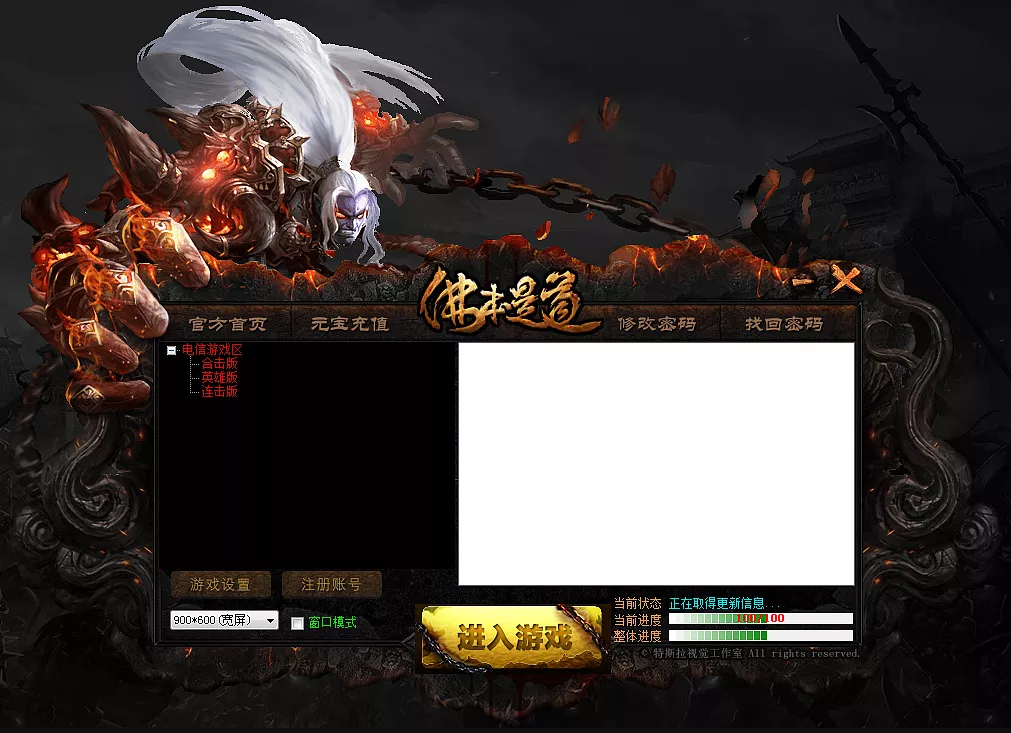 佛本是道
官方首页
元宝充值
修改密码
找回密码
电信游戏区
合击版
英雄版
连击版
游戏设置
注册账号
900*600 (宽屏)
窗口模式
进入游戏
当前状态 正在取得更新信息...
当前进度 100/100
整体进度
© 特斯拉视觉工作室 All rights reserved.